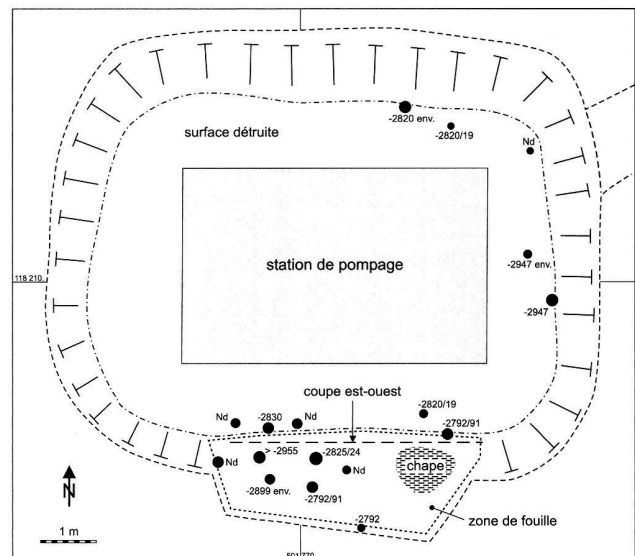 -2820 env.
surface détruite
-2820/19
Nd
station de pompage
-2947 env.
118 210.
-2947
coupe est-ouest
-2820/19
Nd
-2830
Nd
-2792/91
Nd
> -2955
-2825/24
Nd
chape
-2899 env.
-2792/91
N
-2792
zone de fouille
1 m
501 770